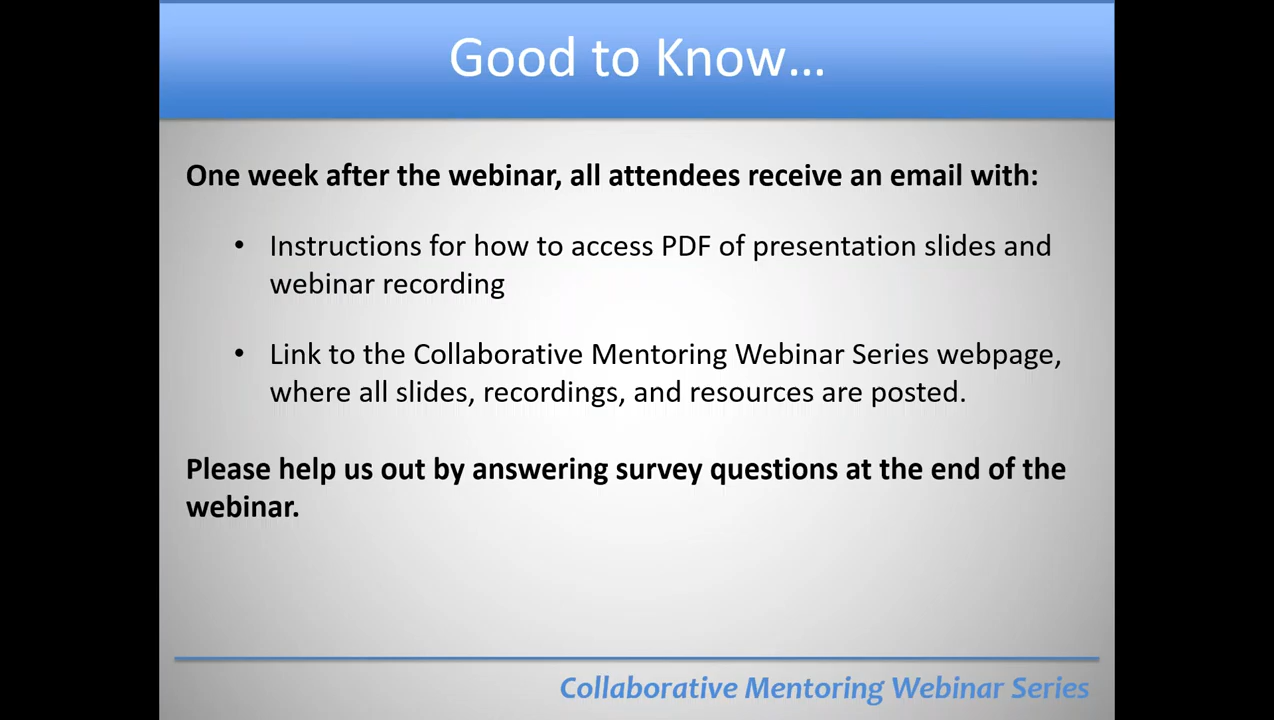 Good to Know…
One week after the webinar, all attendees receive an email with:
• Instructions for how to access PDF of presentation slides and
webinar recording
• Link to the Collaborative Mentoring Webinar Series webpage,
where all slides, recordings, and resources are posted.
Please help us out by answering survey questions at the end of the
webinar.
Collaborative Mentoring Webinar Series